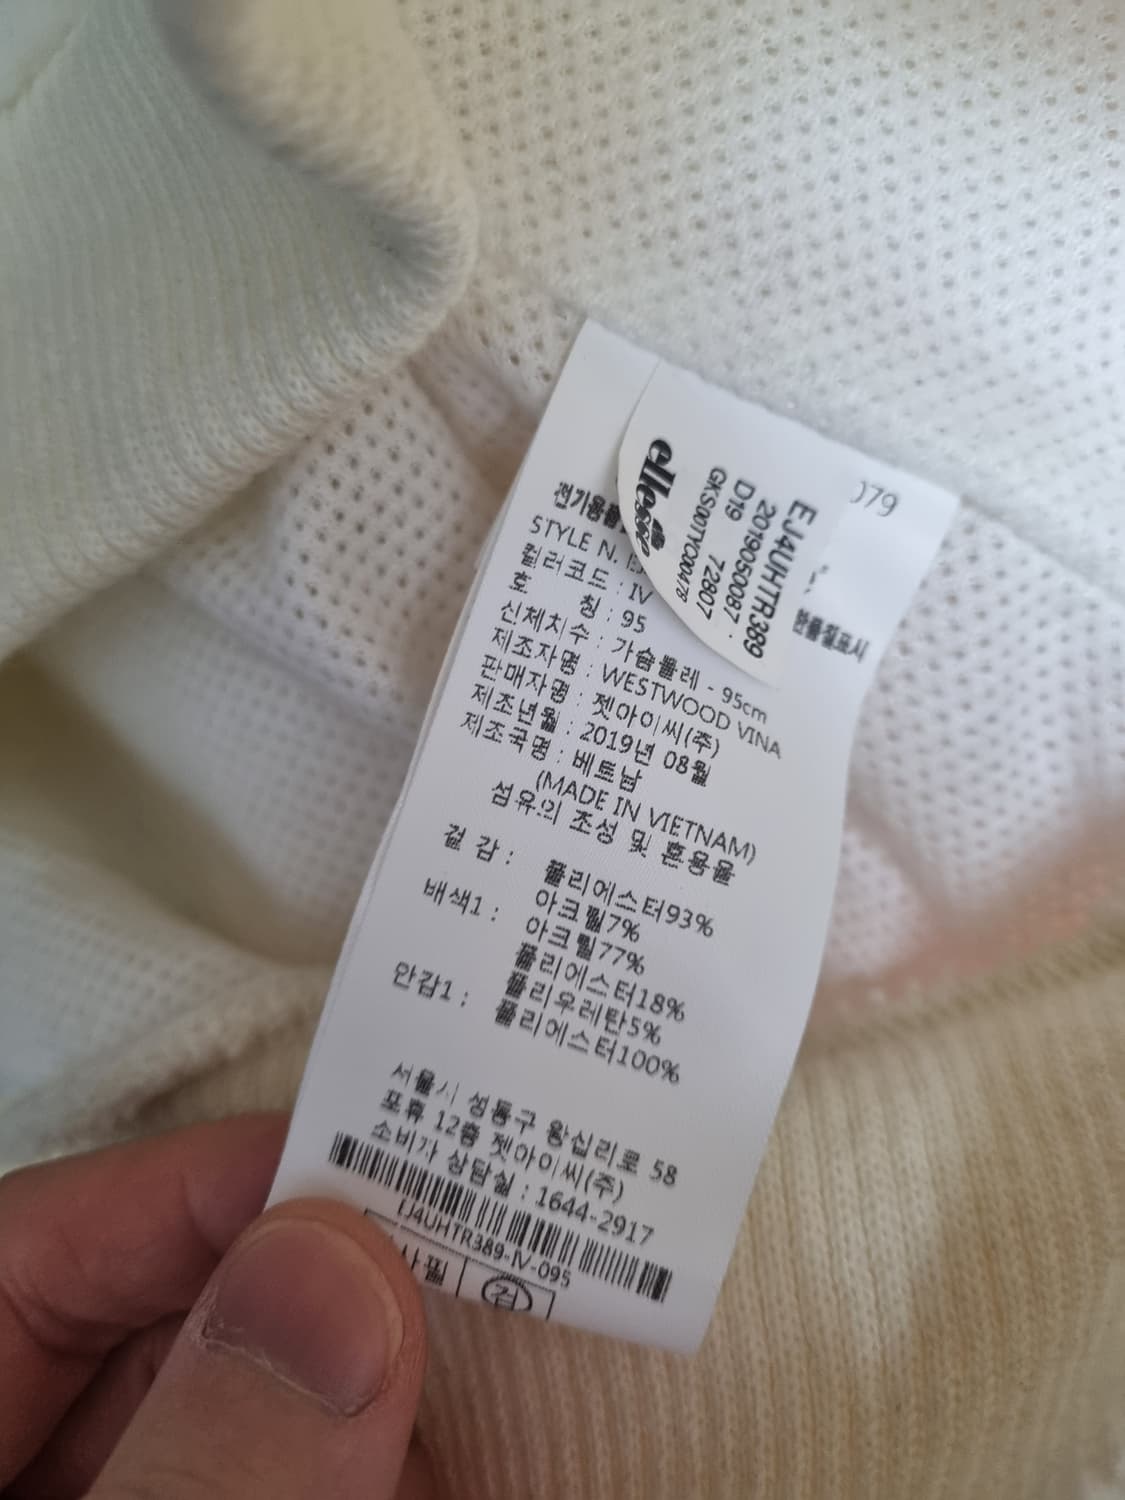 ellesse
EJ4UHTR389
201905087
D19 72807
GKS00TYC00478
079
전기용품
STYLE N.
컬러코드 : IV
호 칭 : 95
신체치수 : 가슴둘레 - 95cm
제조자명 : WESTWOOD VINA
판매자명 : 젯아이씨(주)
제조년월 : 2019년 08월
제조국명 : 베트남
(MADE IN VIETNAM)
섬유의 조성 및 혼용율
겉 감 : 폴리에스터93%
아크릴7%
배색1 : 아크릴77%
폴리에스터18%
폴리우레탄5%
안감1 : 폴리에스터100%
서울시 성동구 왕십리로 58
포휴 12층 젯아이씨(주)
소비자 상담실 : 1644-2917
EJ4UHTR389-IV-095
검